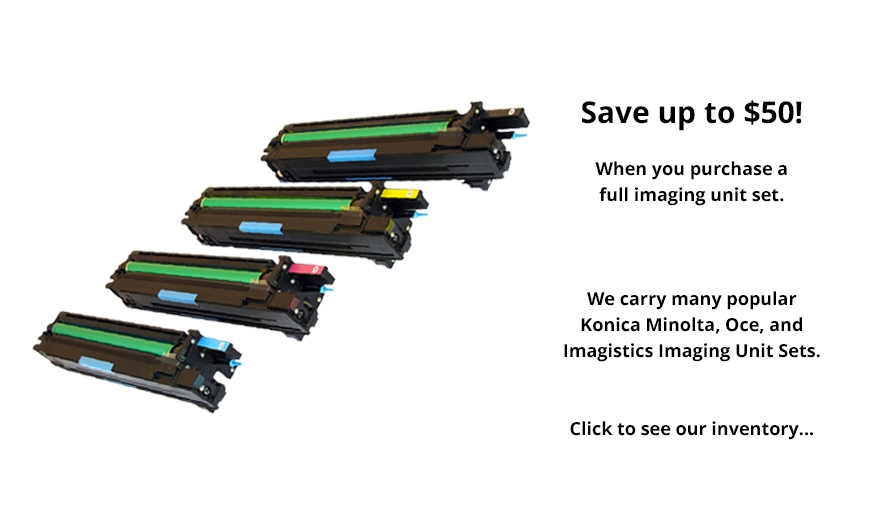 Save up to $50!
When you purchase a
full imaging unit set.
We carry many popular
Konica Minolta, Oce, and
Imagistics Imaging Unit Sets.
Click to see our inventory...